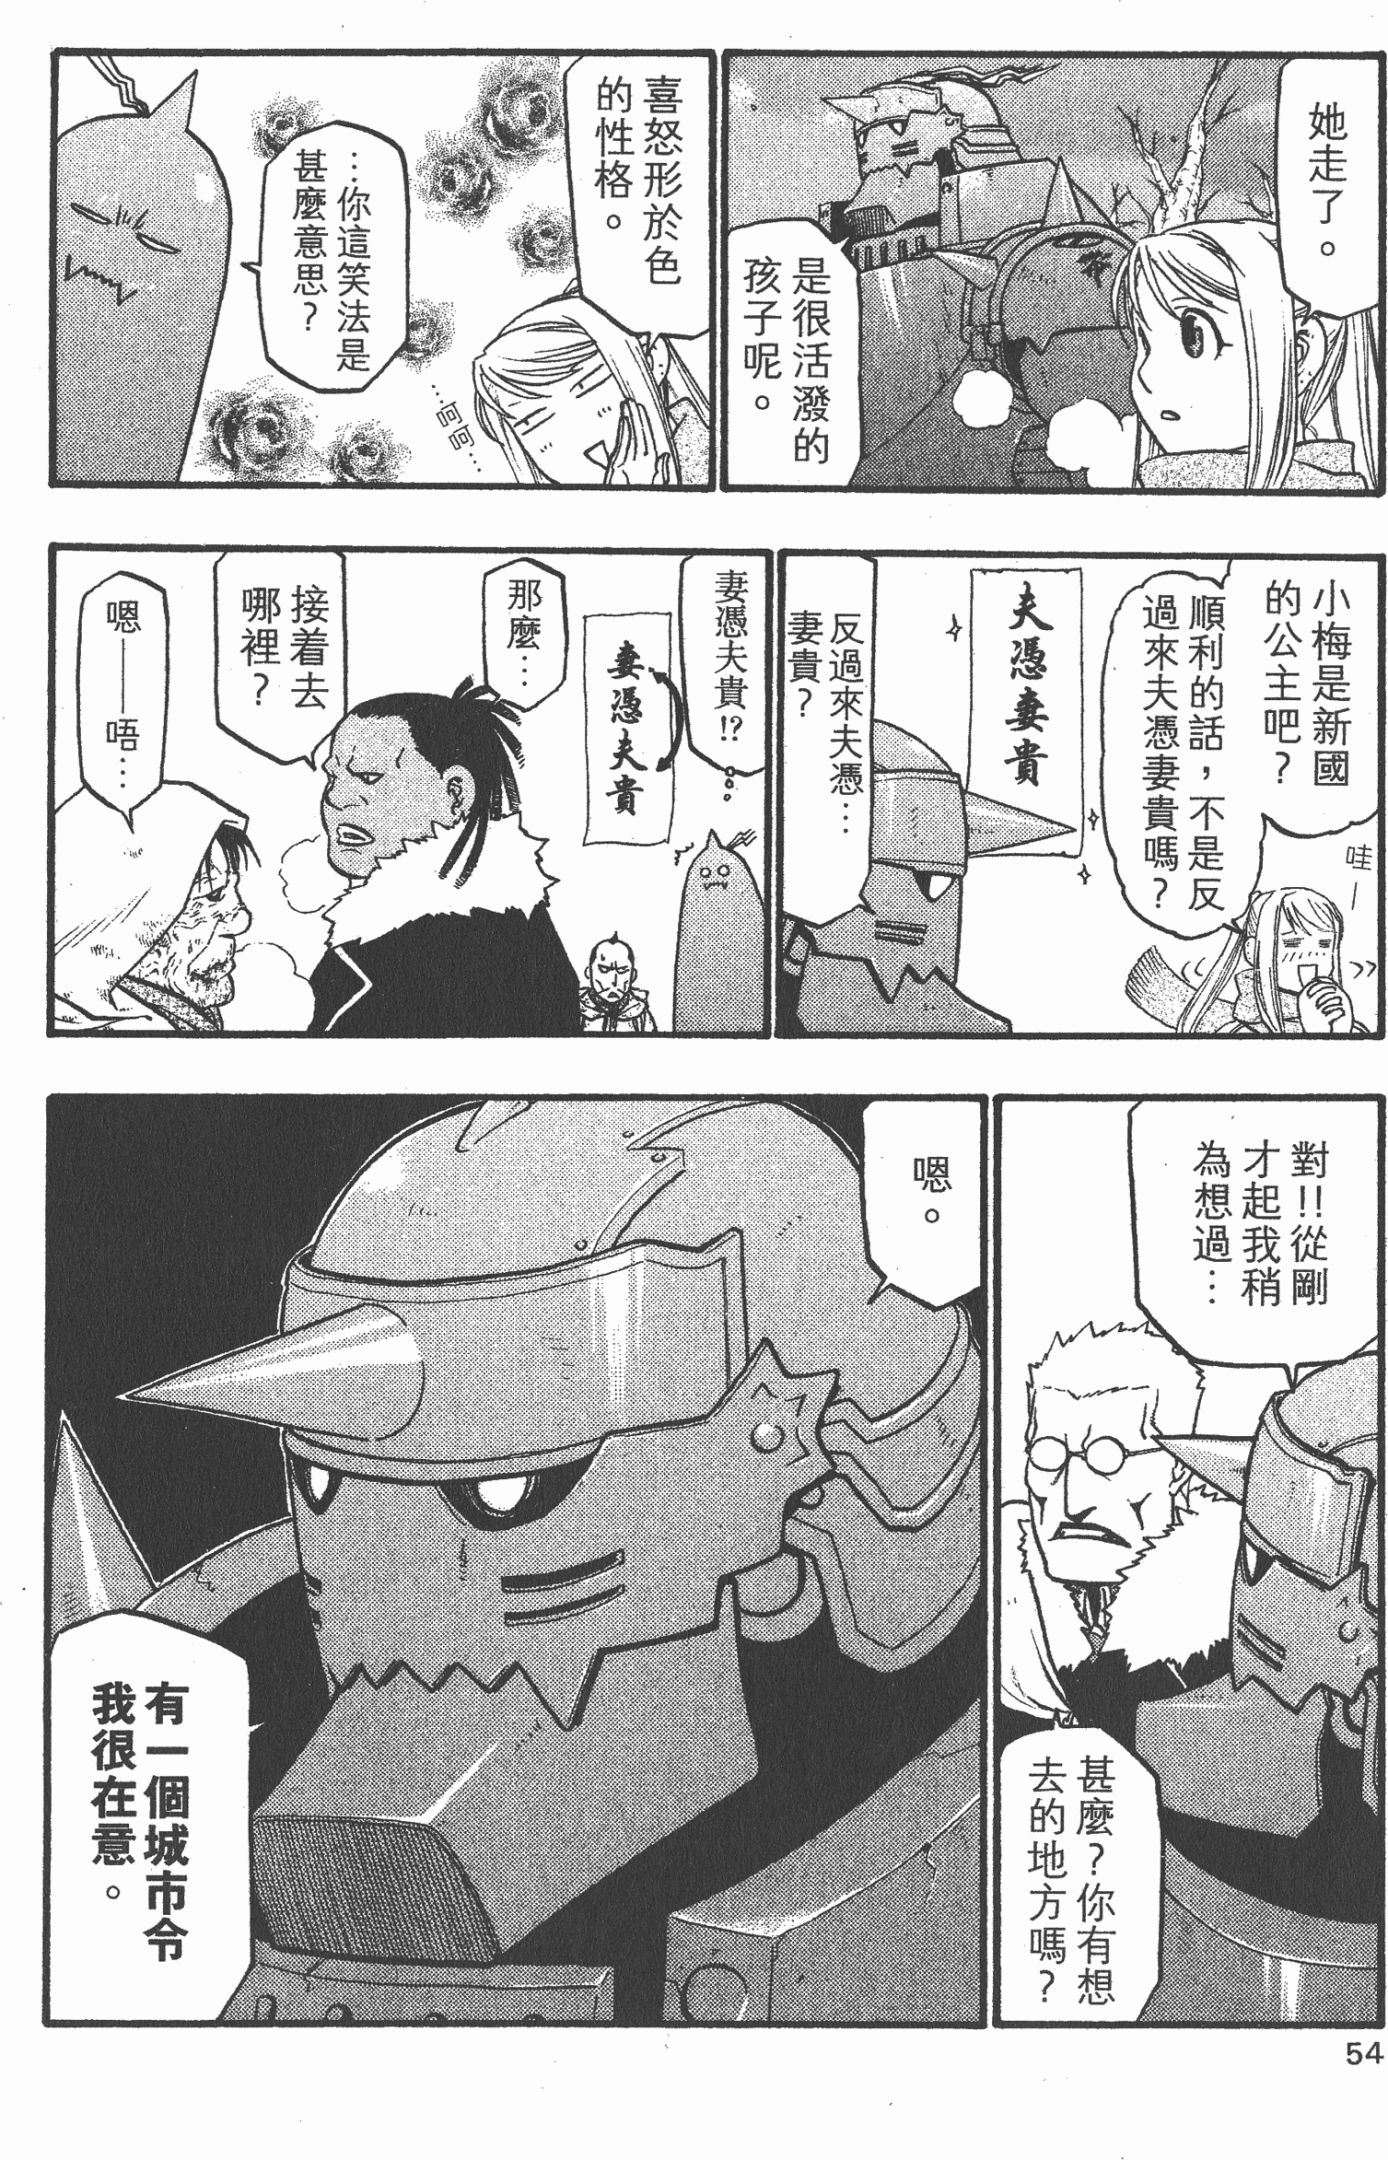 她走了。
是很活潑的
孩子呢。
喜怒形於色
的性格。
…你這笑法是
甚麼意思?
…呵呵…
小梅是新國
的公主吧?
順利的話,不是反
過來夫憑妻貴嗎?
哇—
夫憑妻貴
反過來夫憑…
妻貴?
妻憑夫貴!?
妻憑夫貴
那麼…
接着去
哪裡?
嗯——唔…
對!!從剛
才起我稍
為想過…
甚麼?你有想
去的地方嗎?
嗯。
有一個城市令
我很在意。
54